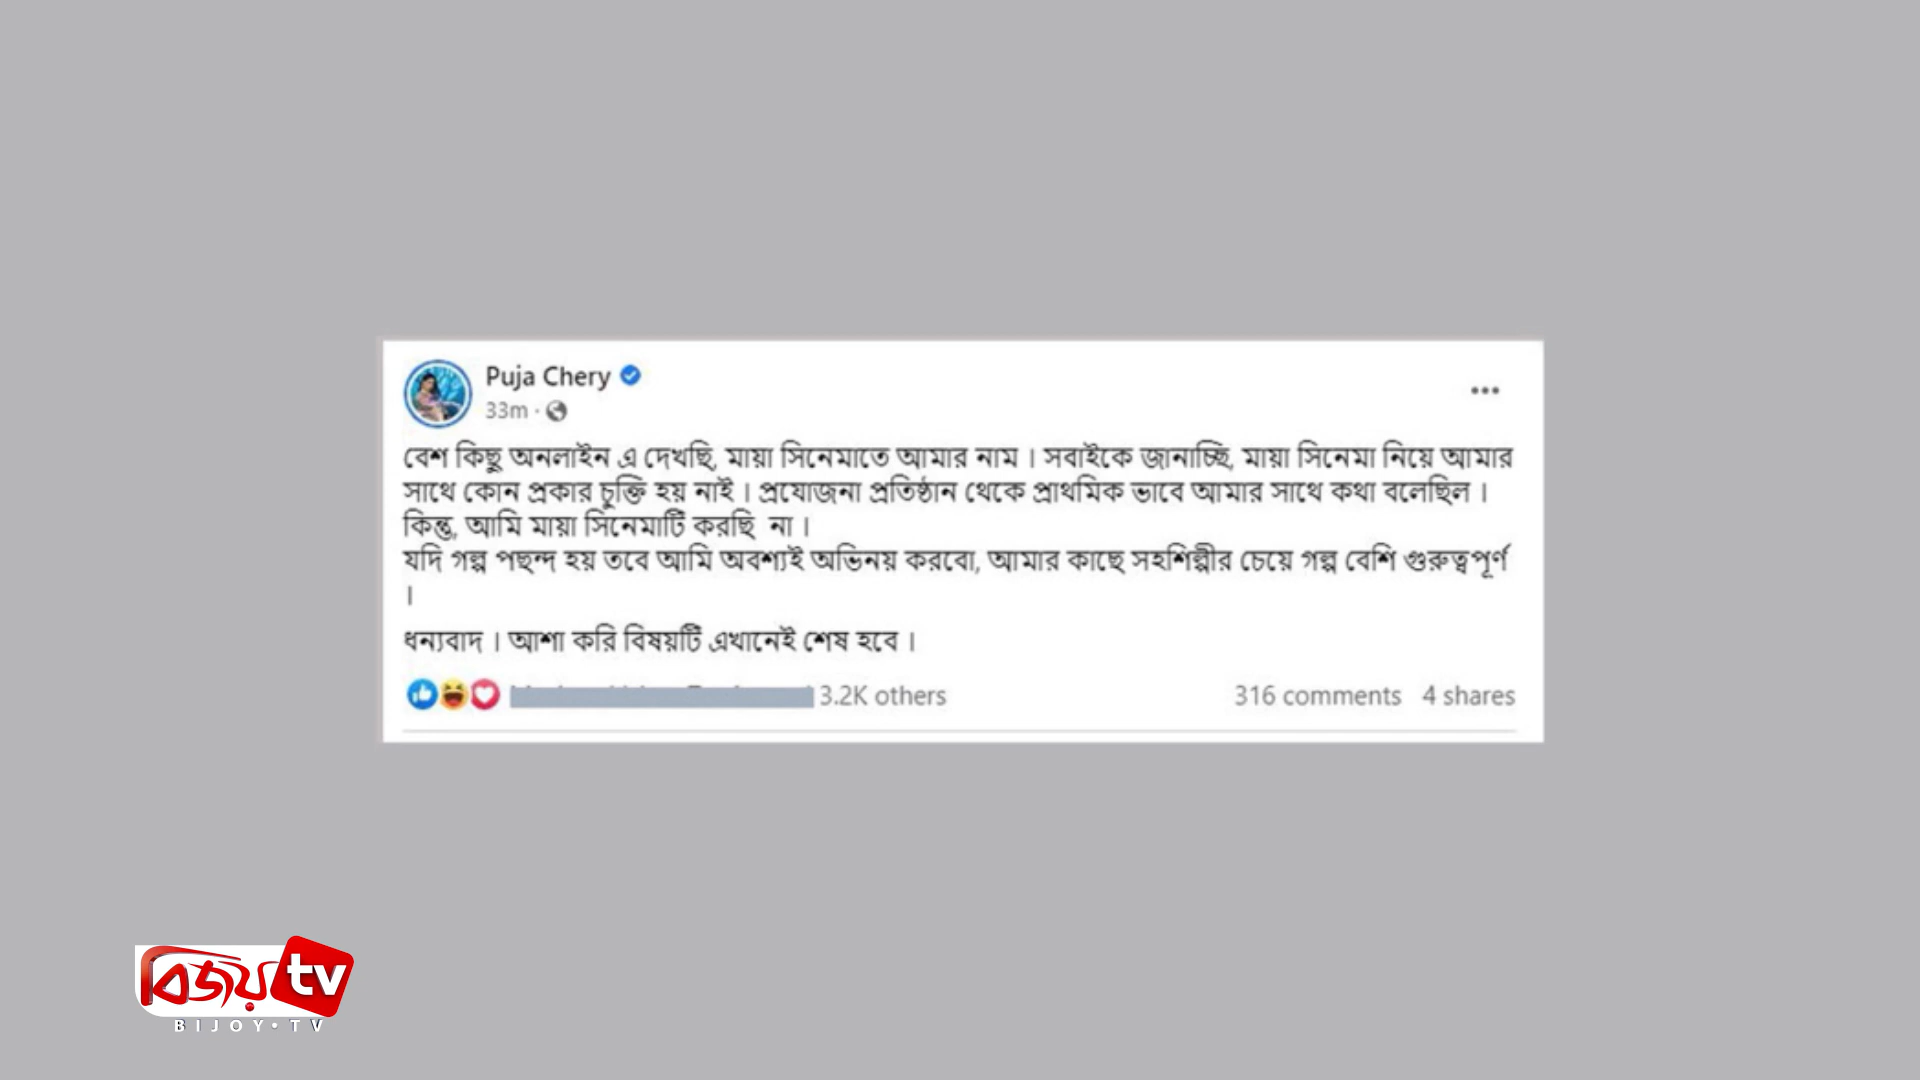 Puja Chery
33m ·
বেশ কিছু অনলাইন এ দেখছি, মায়া সিনেমাতে আমার নাম । সবাইকে জানাচ্ছি, মায়া সিনেমা নিয়ে আমার
সাথে কোন প্রকার চুক্তি হয় নাই । প্রযোজনা প্রতিষ্ঠান থেকে প্রাথমিক ভাবে আমার সাথে কথা বলেছিল ।
কিন্তু, আমি মায়া সিনেমাটি করছি না ।
যদি গল্প পছন্দ হয় তবে আমি অবশ্যই অভিনয় করবো, আমার কাছে সহশিল্পীর চেয়ে গল্প বেশি গুরুত্বপূর্ণ
।
ধন্যবাদ । আশা করি বিষয়টি এখানেই শেষ হবে ।
3.2K others 316 comments 4 shares
বিজয় tv
BIJOY•TV